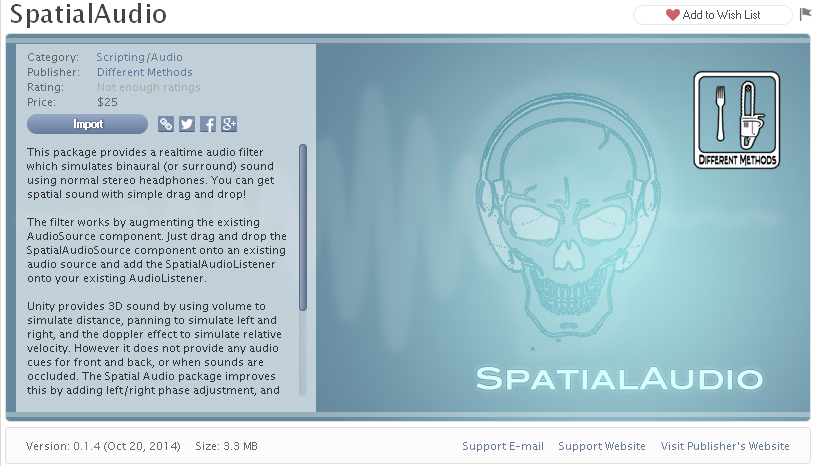 SpatialAudio
Add to Wish List
Category: Scripting/Audio
Publisher: Different Methods
Rating: Not enough ratings
Price: $25
Import
This package provides a realtime audio filter
which simulates binaural (or surround) sound
using normal stereo headphones. You can get
spatial sound with simple drag and drop!
The filter works by augmenting the existing
AudioSource component. Just drag and drop the
SpatialAudioSource component onto an existing
audio source and add the SpatialAudioListener
onto your existing AudioListener.
Unity provides 3D sound by using volume to
simulate distance, panning to simulate left and
right, and the doppler effect to simulate relative
velocity. However it does not provide any audio
cues for front and back, or when sounds are
occluded. The Spatial Audio package improves
this by adding left/right phase adjustment, and
DIFFERENT METHODS
SPATIALAUDIO
Version: 0.1.4 (Oct 20, 2014) Size: 3.3 MB
Support E-mail Support Website Visit Publisher's Website